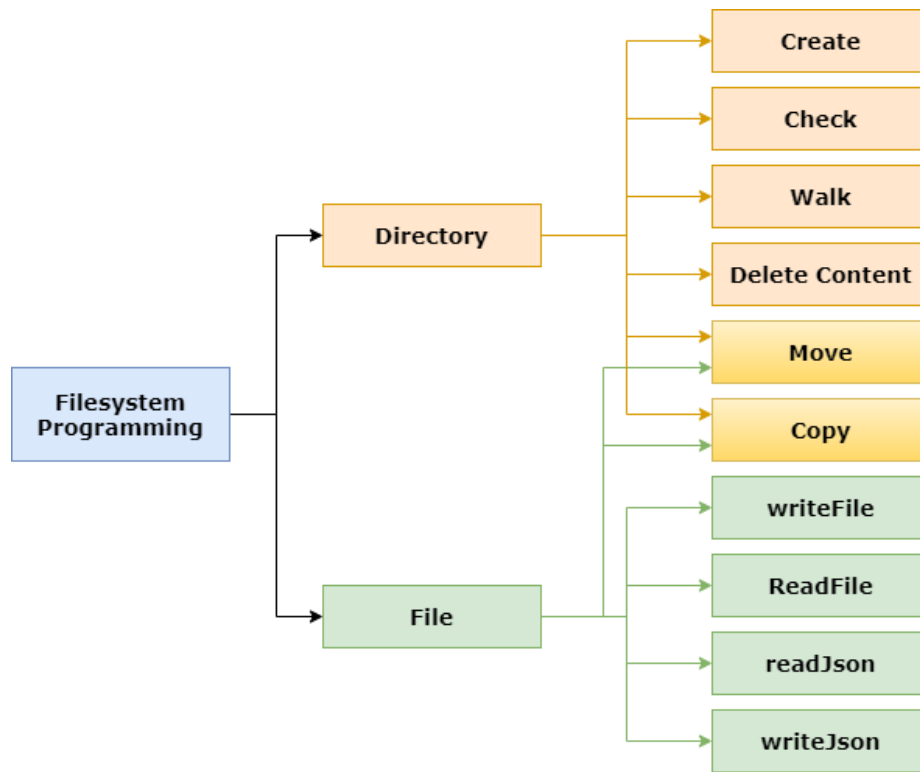 Create
Check
Walk
Directory
Delete Content
Move
Filesystem
Programming
Copy
writeFile
ReadFile
File
readJson
writeJson